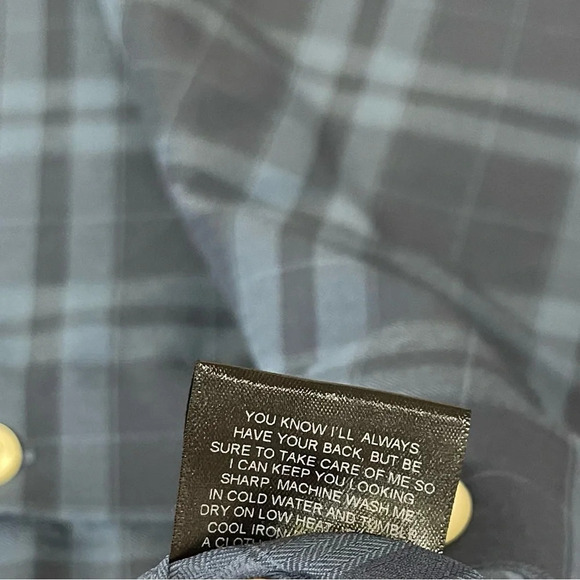 YOU KNOW I'LL ALWAYS
HAVE YOUR BACK, BUT BE
SURE TO TAKE CARE OF ME SO
I CAN KEEP YOU LOOKING
SHARP. MACHINE WASH ME
IN COLD WATER AND TUMBLE
DRY ON LOW HEAT
COOL IRON
A CLOTH